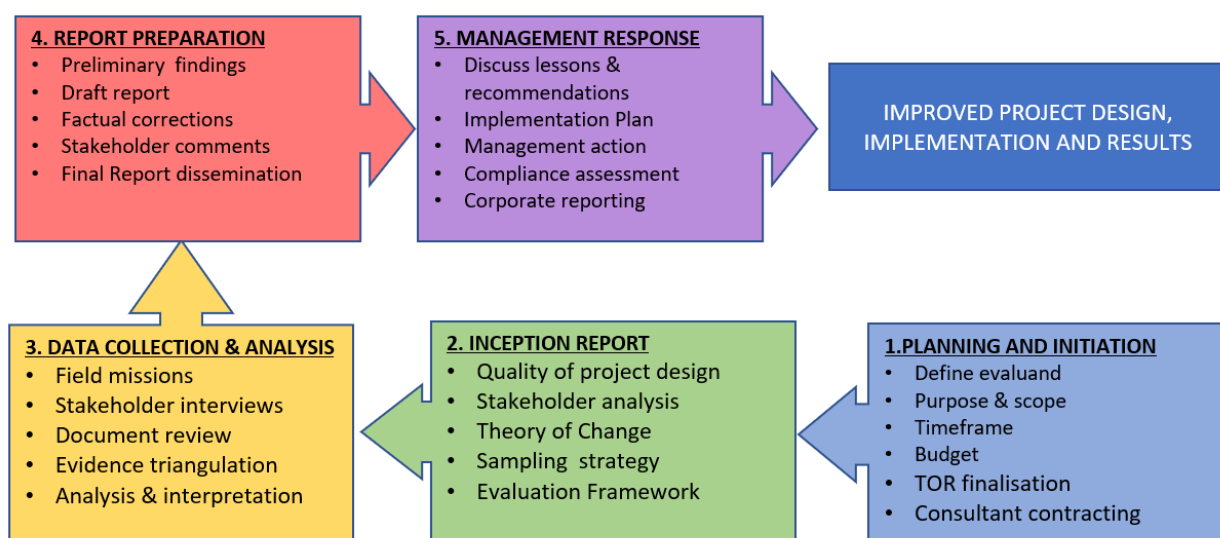 4. REPORT PREPARATION
• Preliminary findings
• Draft report
• Factual corrections
• Stakeholder comments
• Final Report dissemination
5. MANAGEMENT RESPONSE
• Discuss lessons &
recommendations
• Implementation Plan
• Management action
• Compliance assessment
• Corporate reporting
IMPROVED PROJECT DESIGN,
IMPLEMENTATION AND RESULTS
3. DATA COLLECTION & ANALYSIS
• Field missions
• Stakeholder interviews
• Document review
• Evidence triangulation
• Analysis & interpretation
2. INCEPTION REPORT
• Quality of project design
• Stakeholder analysis
• Theory of Change
• Sampling strategy
• Evaluation Framework
1.PLANNING AND INITIATION
• Define evaluand
• Purpose & scope
• Timeframe
• Budget
• TOR finalisation
• Consultant contracting